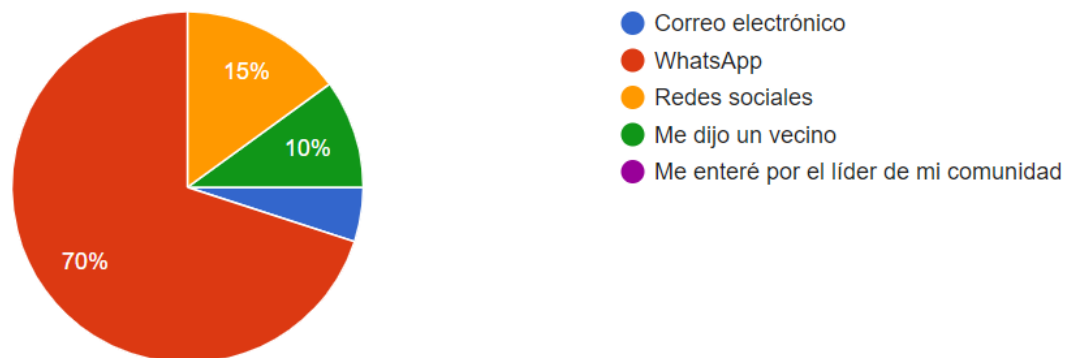 15%
10%
70%
Correo electrónico
WhatsApp
Redes sociales
Me dijo un vecino
Me enteré por el líder de mi comunidad